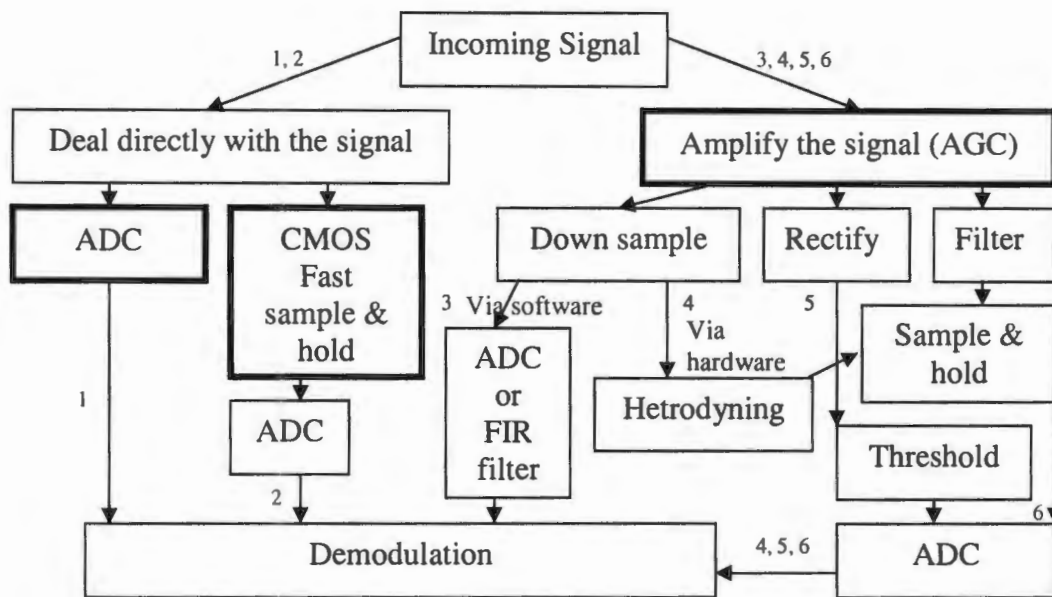 Incoming Signal
1, 2
3, 4, 5, 6
Deal directly with the signal
Amplify the signal (AGC)
ADC
CMOS
Fast
sample &
hold
Down sample
Rectify
Filter
3 Via software
4
Via
hardware
5
Sample &
hold
1
ADC
ADC
or
FIR
filter
Hetrodyning
Threshold
2
6
Demodulation
4, 5, 6
ADC